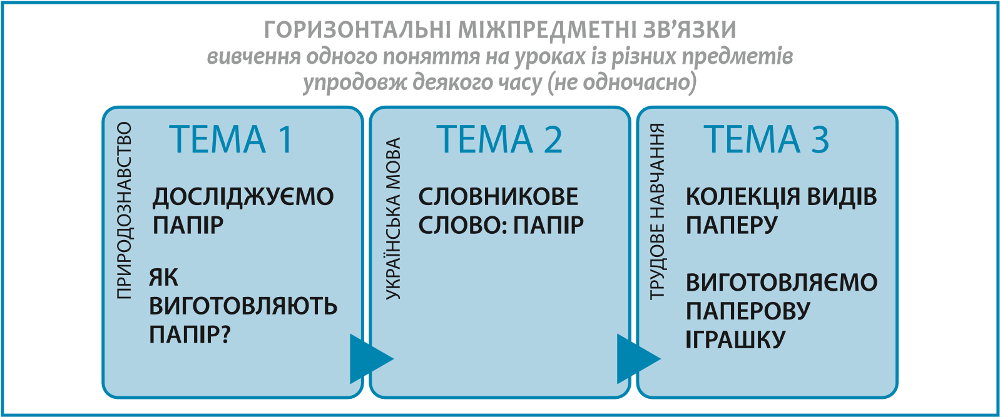 ГОРИЗОНТАЛЬНІ МІЖПРЕДМЕТНІ ЗВ’ЯЗКИ
вивчення одного поняття на уроках із різних предметів
упродовж деякого часу (не одночасно)
ПРИРОДОЗНАВСТВО
ТЕМА 1
ДОСЛІДЖУЄМО
ПАПІР
ЯК
ВИГОТОВЛЯЮТЬ
ПАПІР?
УКРАЇНСЬКА МОВА
ТЕМА 2
СЛОВНИКОВЕ
СЛОВО: ПАПІР
ТРУДОВЕ НАВЧАННЯ
ТЕМА 3
КОЛЕКЦІЯ ВИДІВ
ПАПЕРУ
ВИГОТОВЛЯЄМО
ПАПЕРОВУ
ІГРАШКУ